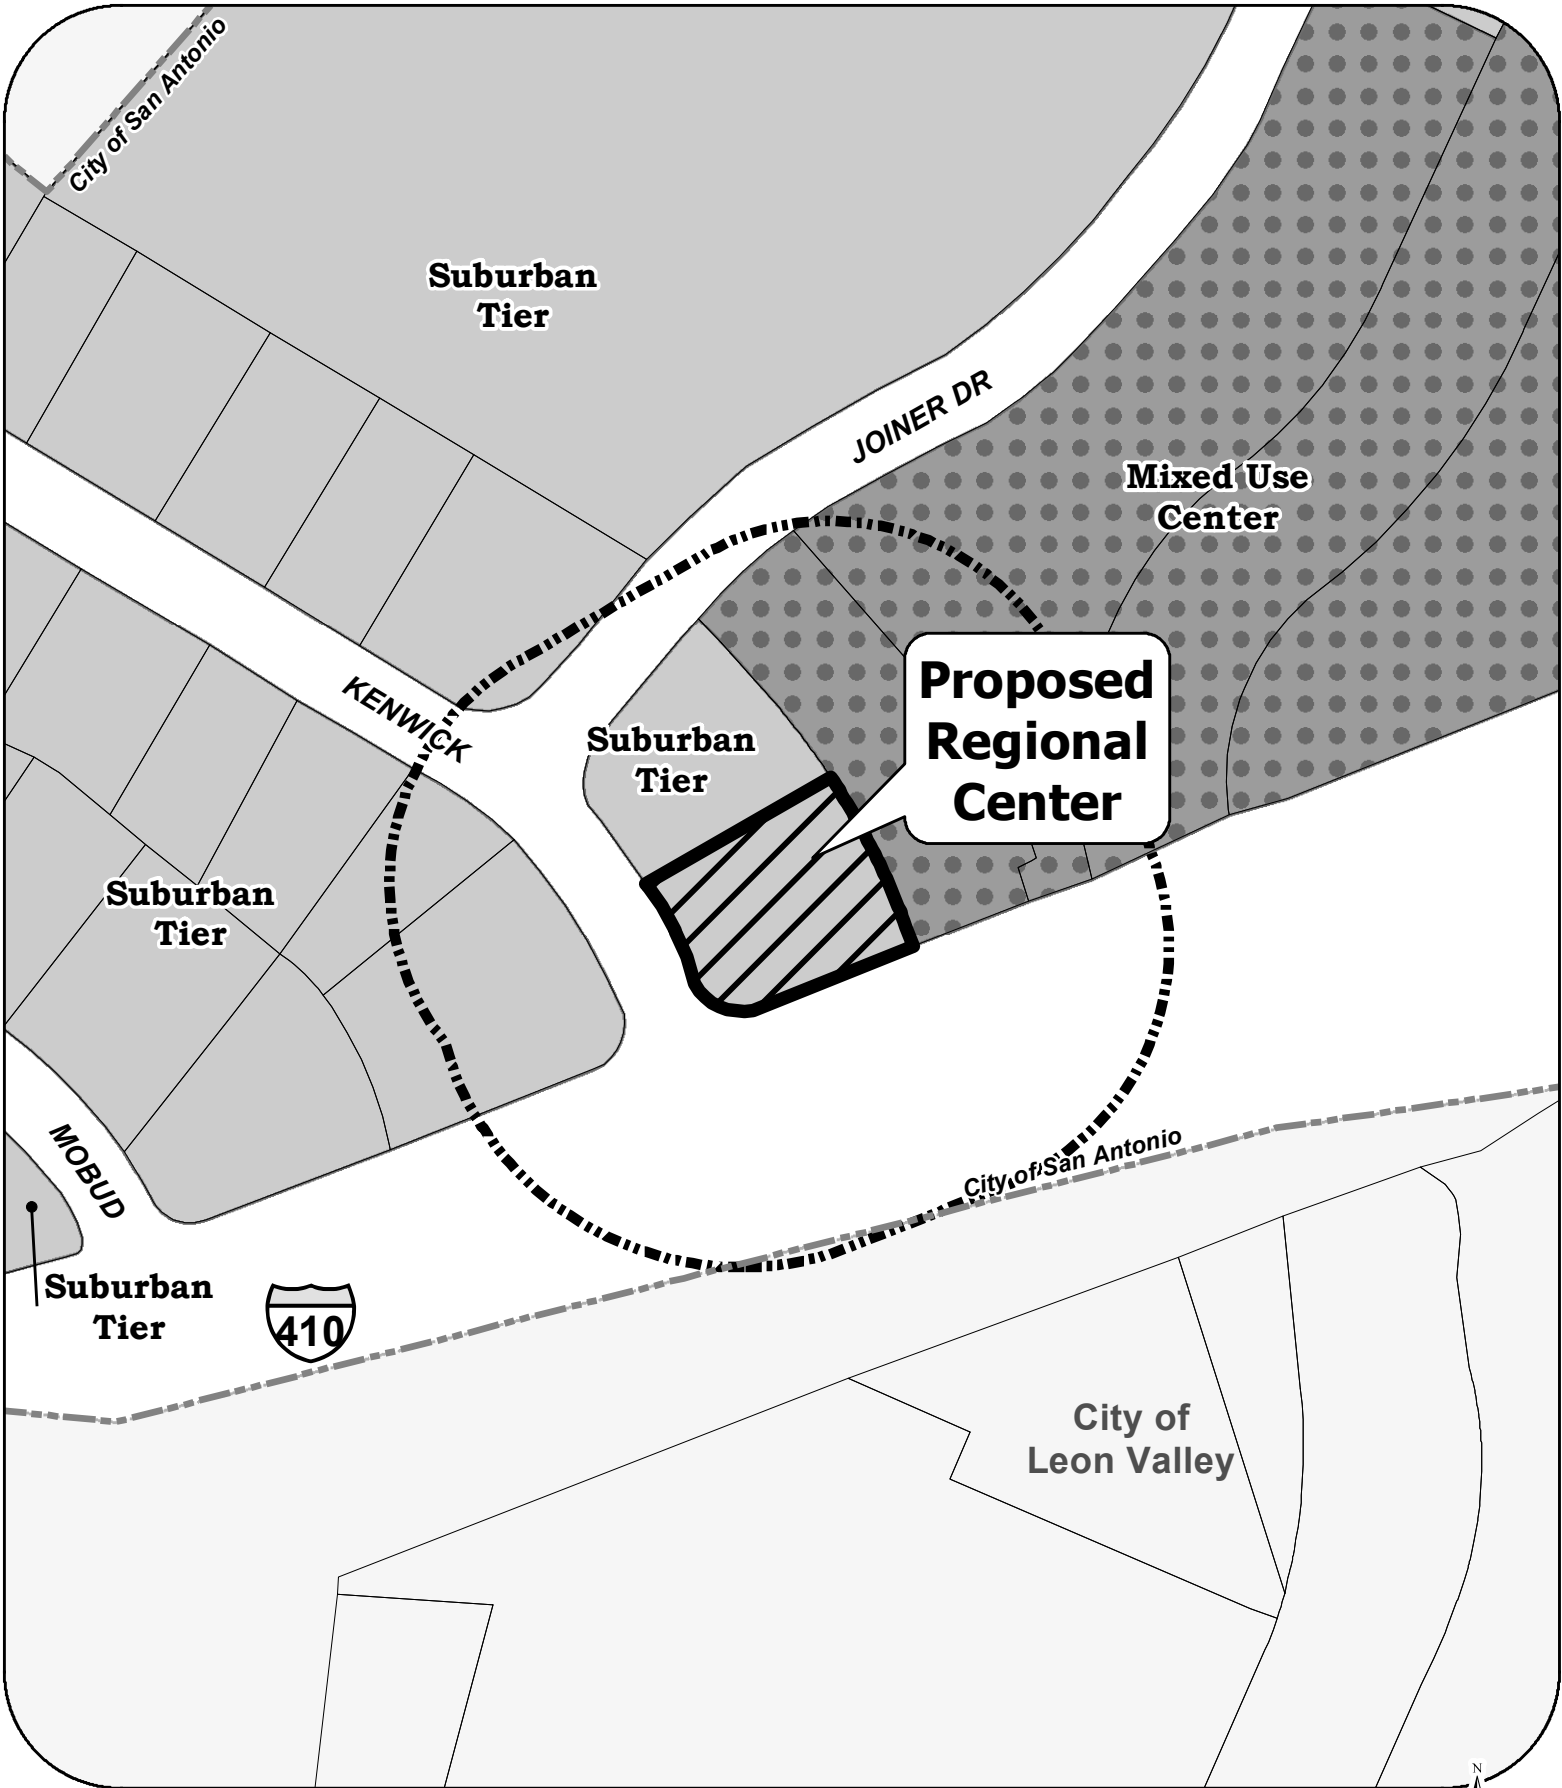 City of San Antonio
Suburban
Tier
JOINER DR
Mixed Use
Center
KENWICK
Proposed
Regional
Center
Suburban
Tier
Suburban
Tier
MOBUD
City of San Antonio
Suburban
Tier
410
City of
Leon Valley
N